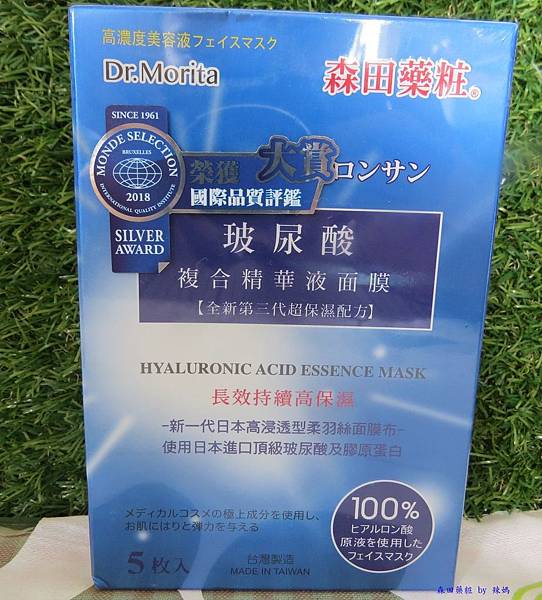 高濃度美容液フェイスマスク
Dr.Morita
森田藥粧®
SINCE 1961
MONDE SELECTION
BRUXELLES
INTERNATIONAL QUALITY INSTITUTE
2018
SILVER
AWARD
榮獲 大賞
國際品質評鑑
ロンサン
玻尿酸
複合精華液面膜
【全新第三代超保濕配方】
HYALURONIC ACID ESSENCE MASK
長效持續高保濕
-新一代日本高浸透型柔羽絲面膜布-
使用日本進口頂級玻尿酸及膠原蛋白
メディカルコスメの極上成分を使用し、
お肌にはりと弾力を与える
100%
ヒアルロン酸
原液を使用した
フェイスマスク
5枚入
台灣製造
MADE IN TAIWAN
森田藥粧 by 辣媽